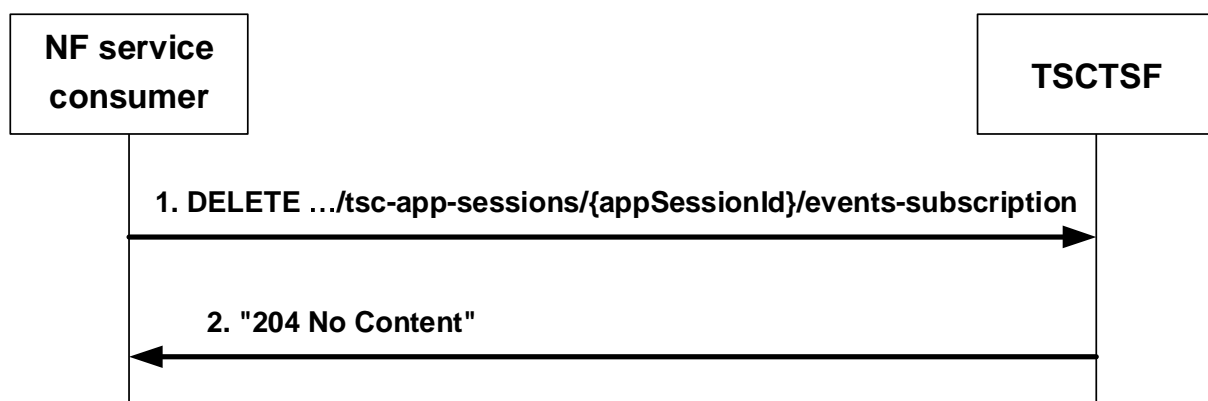 NF service
consumer
TSCTSF
1. DELETE …/tsc-app-sessions/{appSessionId}/events-subscription
2. "204 No Content"